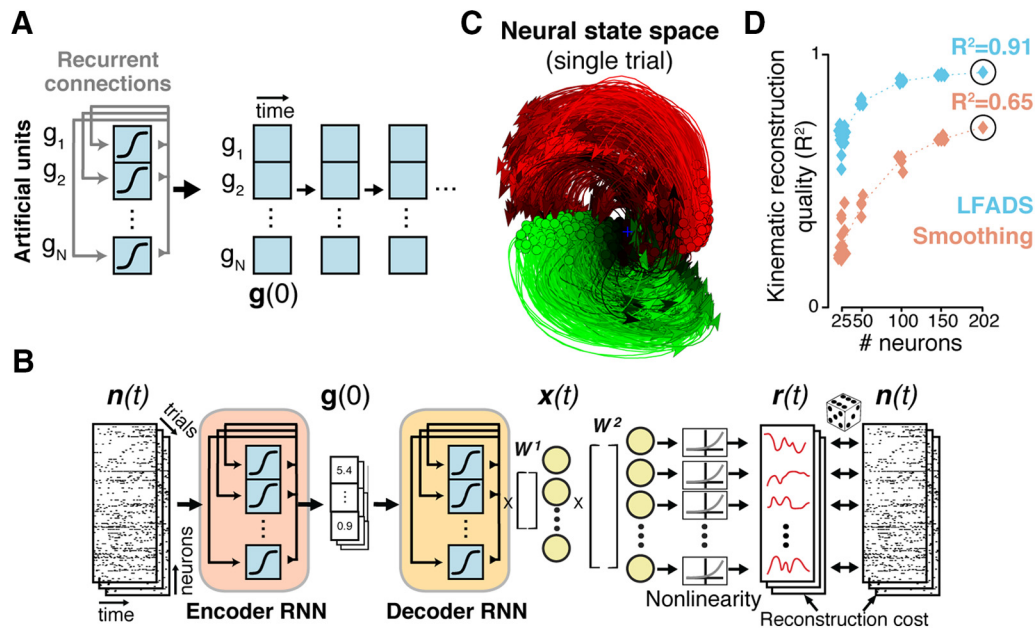 A
Recurrent
connections
Artificial units
g1
g2
gN
time
g1
g2
gN
g(0)
C
Neural state space
(single trial)
D
Kinematic reconstruction
quality (R²)
1
0
R²=0.91
R²=0.65
LFADS
Smoothing
25 50 100 150 202
# neurons
B
n(t)
trials
neurons
time
Encoder RNN
g(0)
5.4
0.9
Decoder RNN
x(t)
W¹
x
x
W²
Nonlinearity
r(t)
n(t)
Reconstruction cost